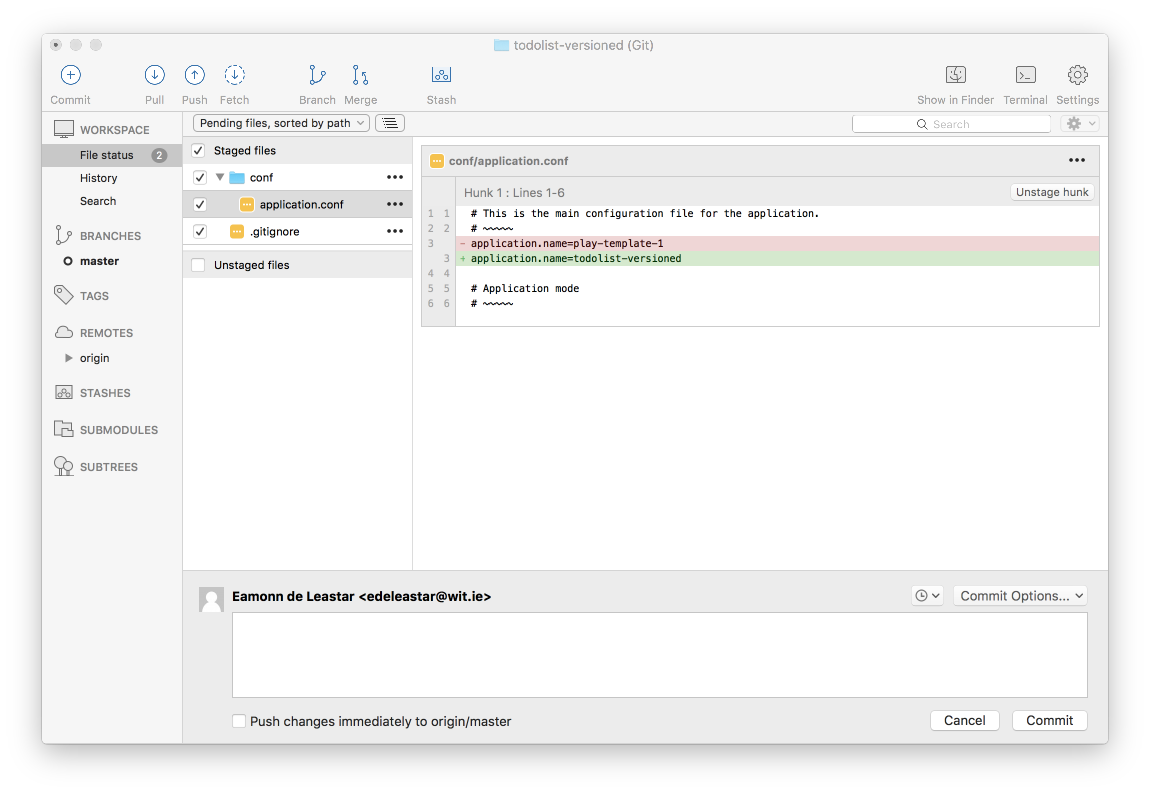 todolist-versioned (Git)
Commit Pull Push Fetch Branch Merge Stash Show in Finder Terminal Settings
Pending files, sorted by path
Search
WORKSPACE
File status 2
History
Search
BRANCHES
master
TAGS
REMOTES
origin
STASHES
SUBMODULES
SUBTREES
Staged files
conf
application.conf
.gitignore
Unstaged files
conf/application.conf
Hunk 1 : Lines 1-6 Unstage hunk
1 1 # This is the main configuration file for the application.
2 2 # ~~~~~
3 - application.name=play-template-1
3 + application.name=todolist-versioned
4 4
5 5 # Application mode
6 6 # ~~~~~
Eamonn de Leastar <edeleastar@wit.ie>
Commit Options...
Push changes immediately to origin/master
Cancel Commit